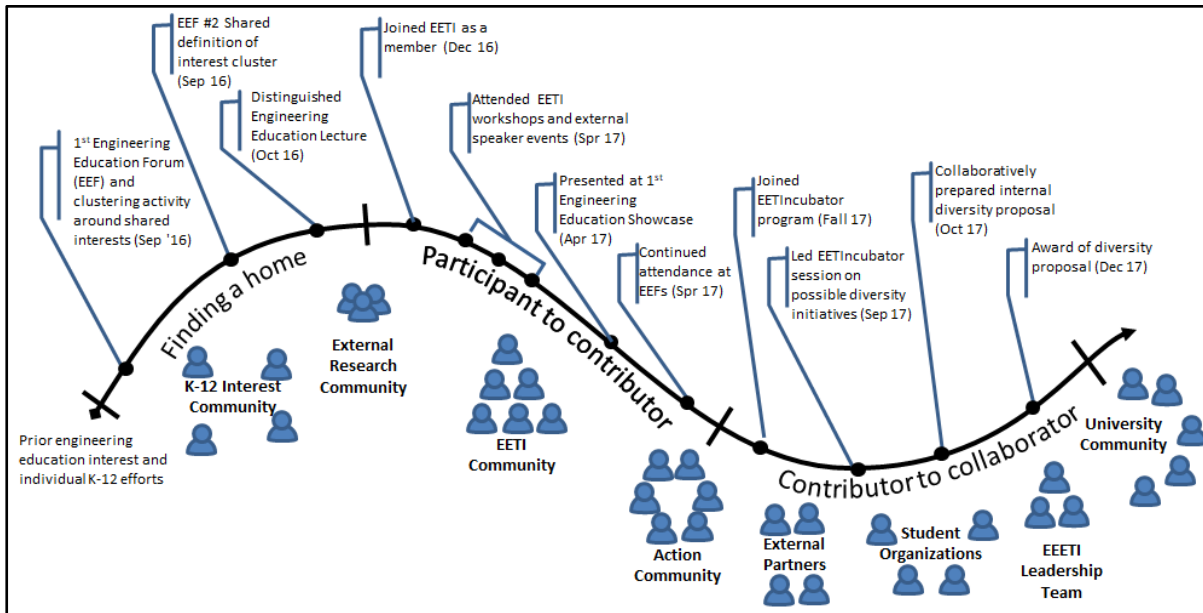 EEF #2 Shared
definition of
interest cluster
(Sep 16)
Joined EETI as a
member (Dec 16)
Distinguished
Engineering
Education Lecture
(Oct 16)
Attended EETI
workshops and external
speaker events (Spr 17)
1st Engineering
Education Forum
(EEF) and
clustering activity
around shared
interests (Sep '16)
Presented at 1st
Engineering
Education Showcase
(Apr 17)
Joined
EETIncubator
program (Fall 17)
Collaboratively
prepared internal
diversity proposal
(Oct 17)
Continued
attendance at
EEFs (Spr 17)
Led EETIncubator
session on
possible diversity
initiatives (Sep 17)
Award of diversity
proposal (Dec 17)
Finding a home
Participant to contributor
Contributor to collaborator
Prior engineering
education interest and
individual K-12 efforts
K-12 Interest
Community
External
Research
Community
EETI
Community
Action
Community
External
Partners
Student
Organizations
EEETI
Leadership
Team
University
Community